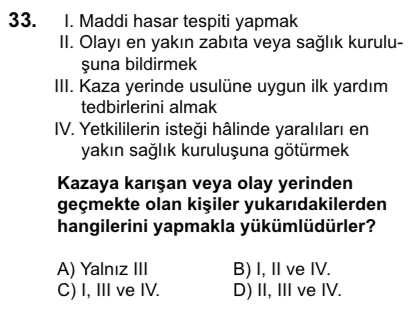 33. I. Maddi hasar tespiti yapmak
II. Olayı en yakın zabıta veya sağlık kurulu-
şuna bildirmek
III. Kaza yerinde usulüne uygun ilk yardım
tedbirlerini almak
IV. Yetkililerin isteği hâlinde yaralıları en
yakın sağlık kuruluşuna götürmek
Kazaya karışan veya olay yerinden
geçmekte olan kişiler yukarıdakilerden
hangilerini yapmakla yükümlüdürler?
A) Yalnız III B) I, II ve IV.
C) I, III ve IV. D) II, III ve IV.